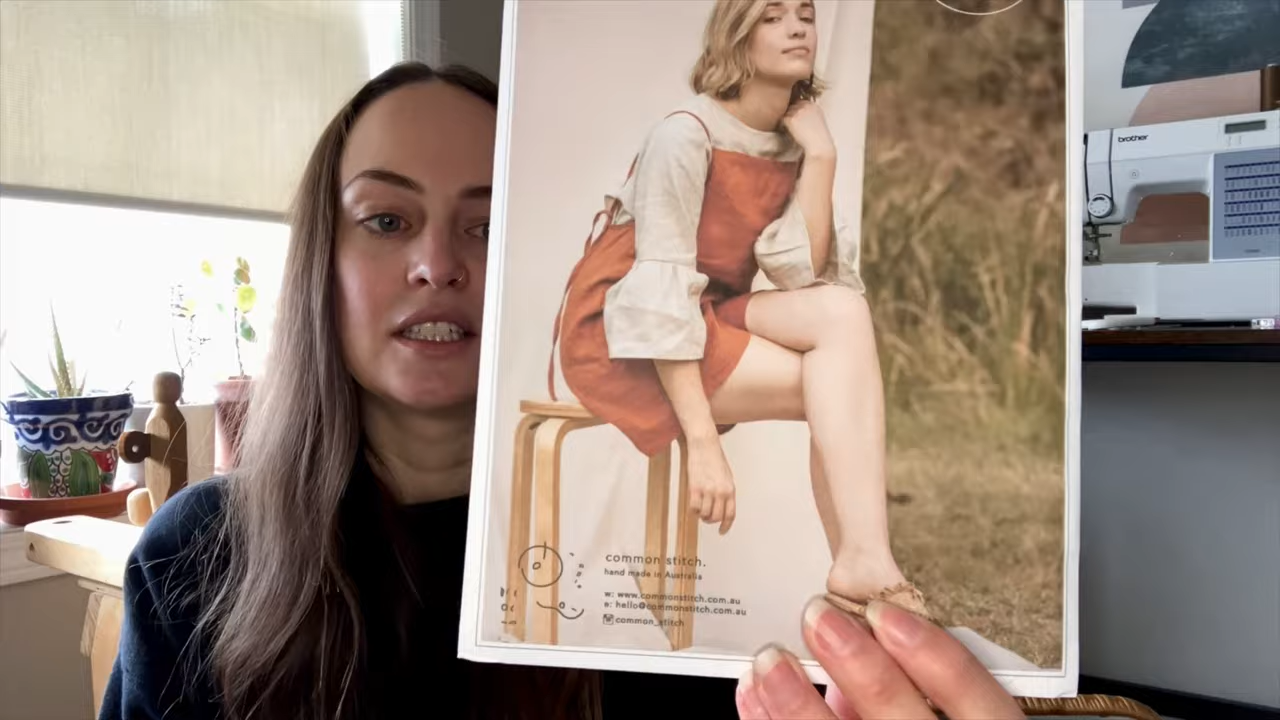 brother
common stitch.
hand made in Australia
w: www.commonstitch.com.au
e: hello@commonstitch.com.au
common_stitch